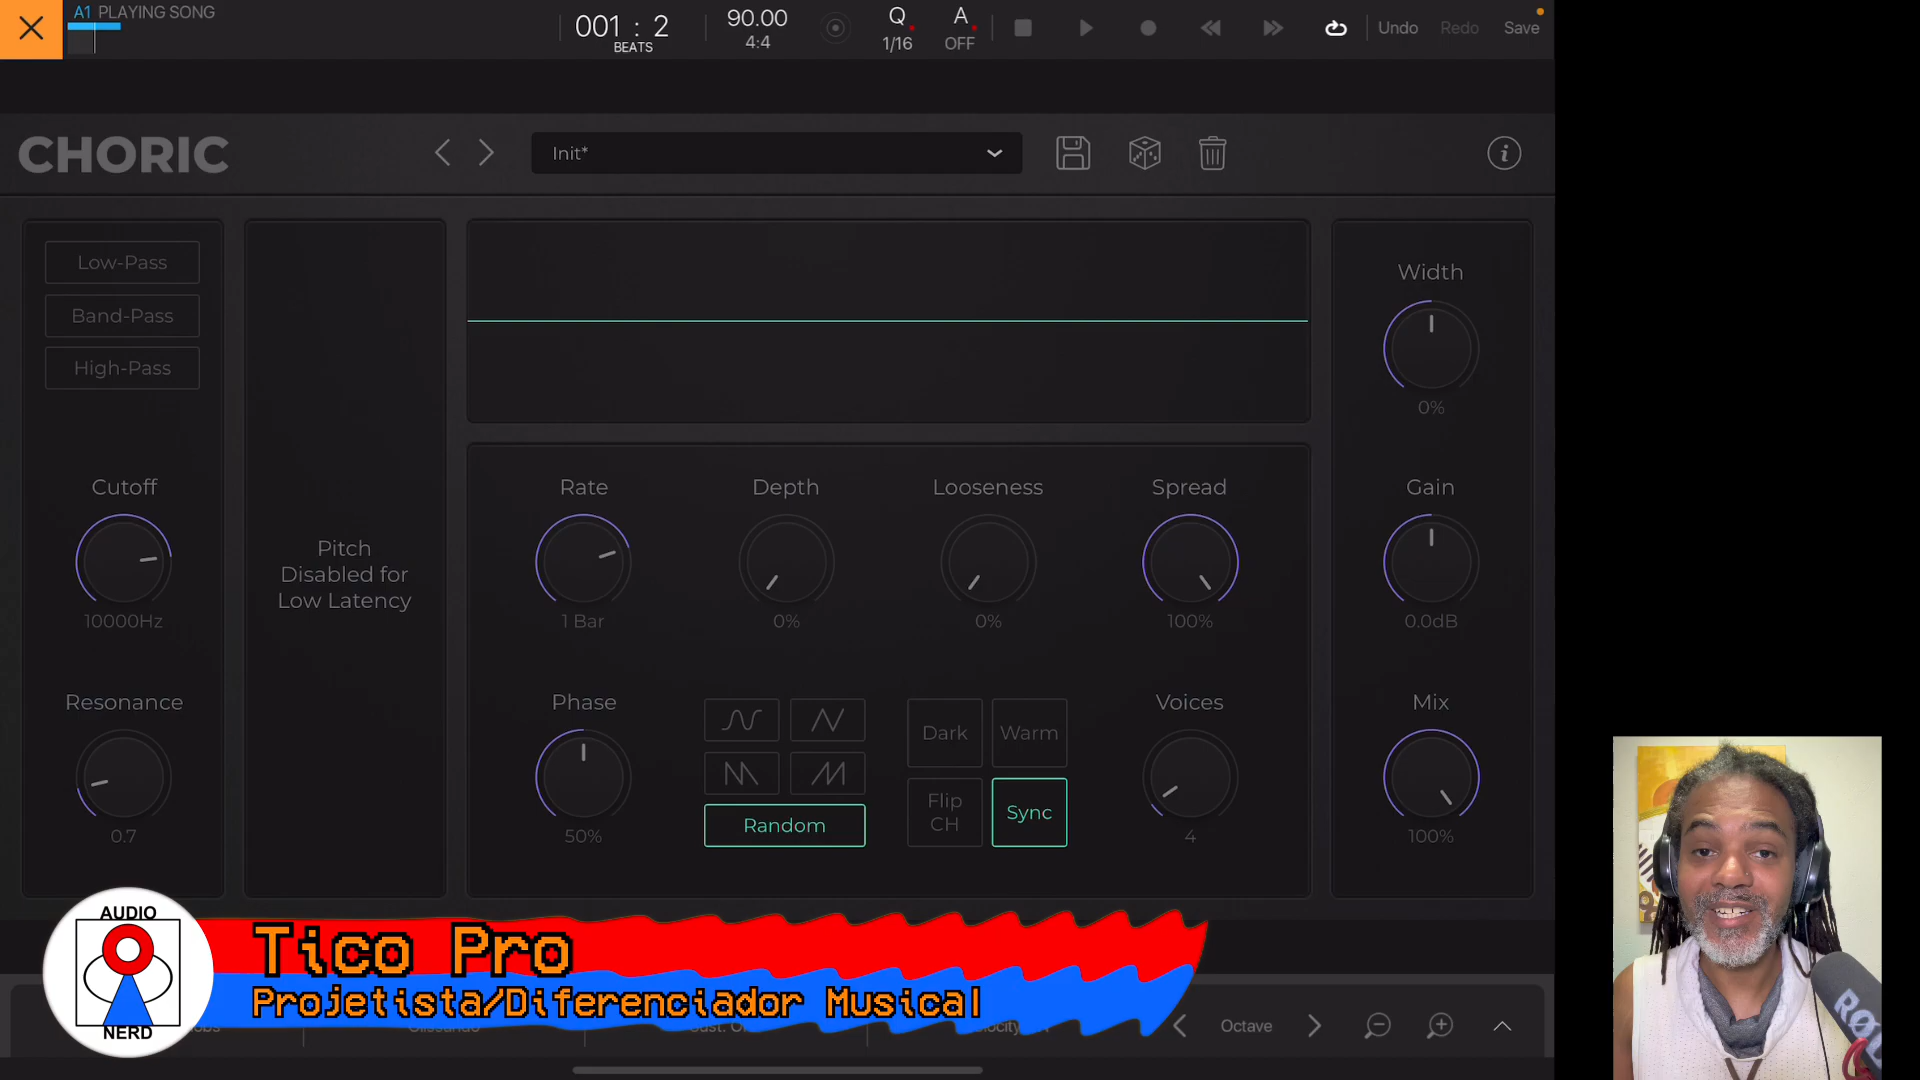 A1 PLAYING SONG
001 : 2
BEATS
90.00
4:4
Q
1/16
A
OFF
Undo
Redo
Save
CHORIC
Init*
Low-Pass
Band-Pass
High-Pass
Cutoff
10000Hz
Resonance
0.7
Pitch
Disabled for
Low Latency
Rate
1 Bar
Depth
0%
Looseness
0%
Spread
100%
Phase
50%
Random
Dark
Warm
Flip
CH
Sync
Voices
4
Width
0%
Gain
0.0dB
Mix
100%
AUDIO
NERD
Tico Pro
Projetista/Diferenciador Musical
Octave